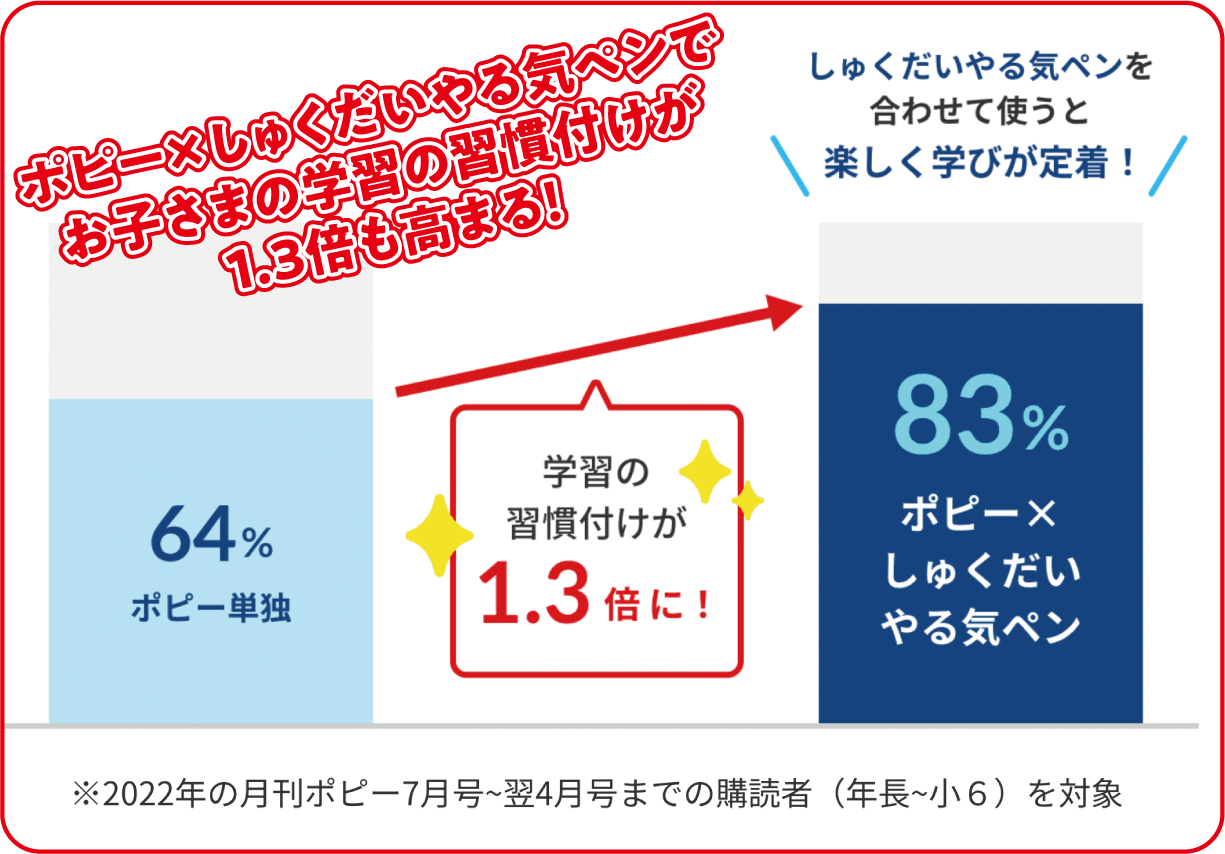 ポピー×しゅくだいやる気ペンで
お子さまの学習の習慣付けが
1.3倍も高まる!
しゅくだいやる気ペンを
合わせて使うと
楽しく学びが定着！
64%
ポピー単独
学習の
習慣付けが
1.3倍に！
83%
ポピー×
しゅくだい
やる気ペン
※2022年の月刊ポピー7月号~翌4月号までの購読者（年長~小６）を対象